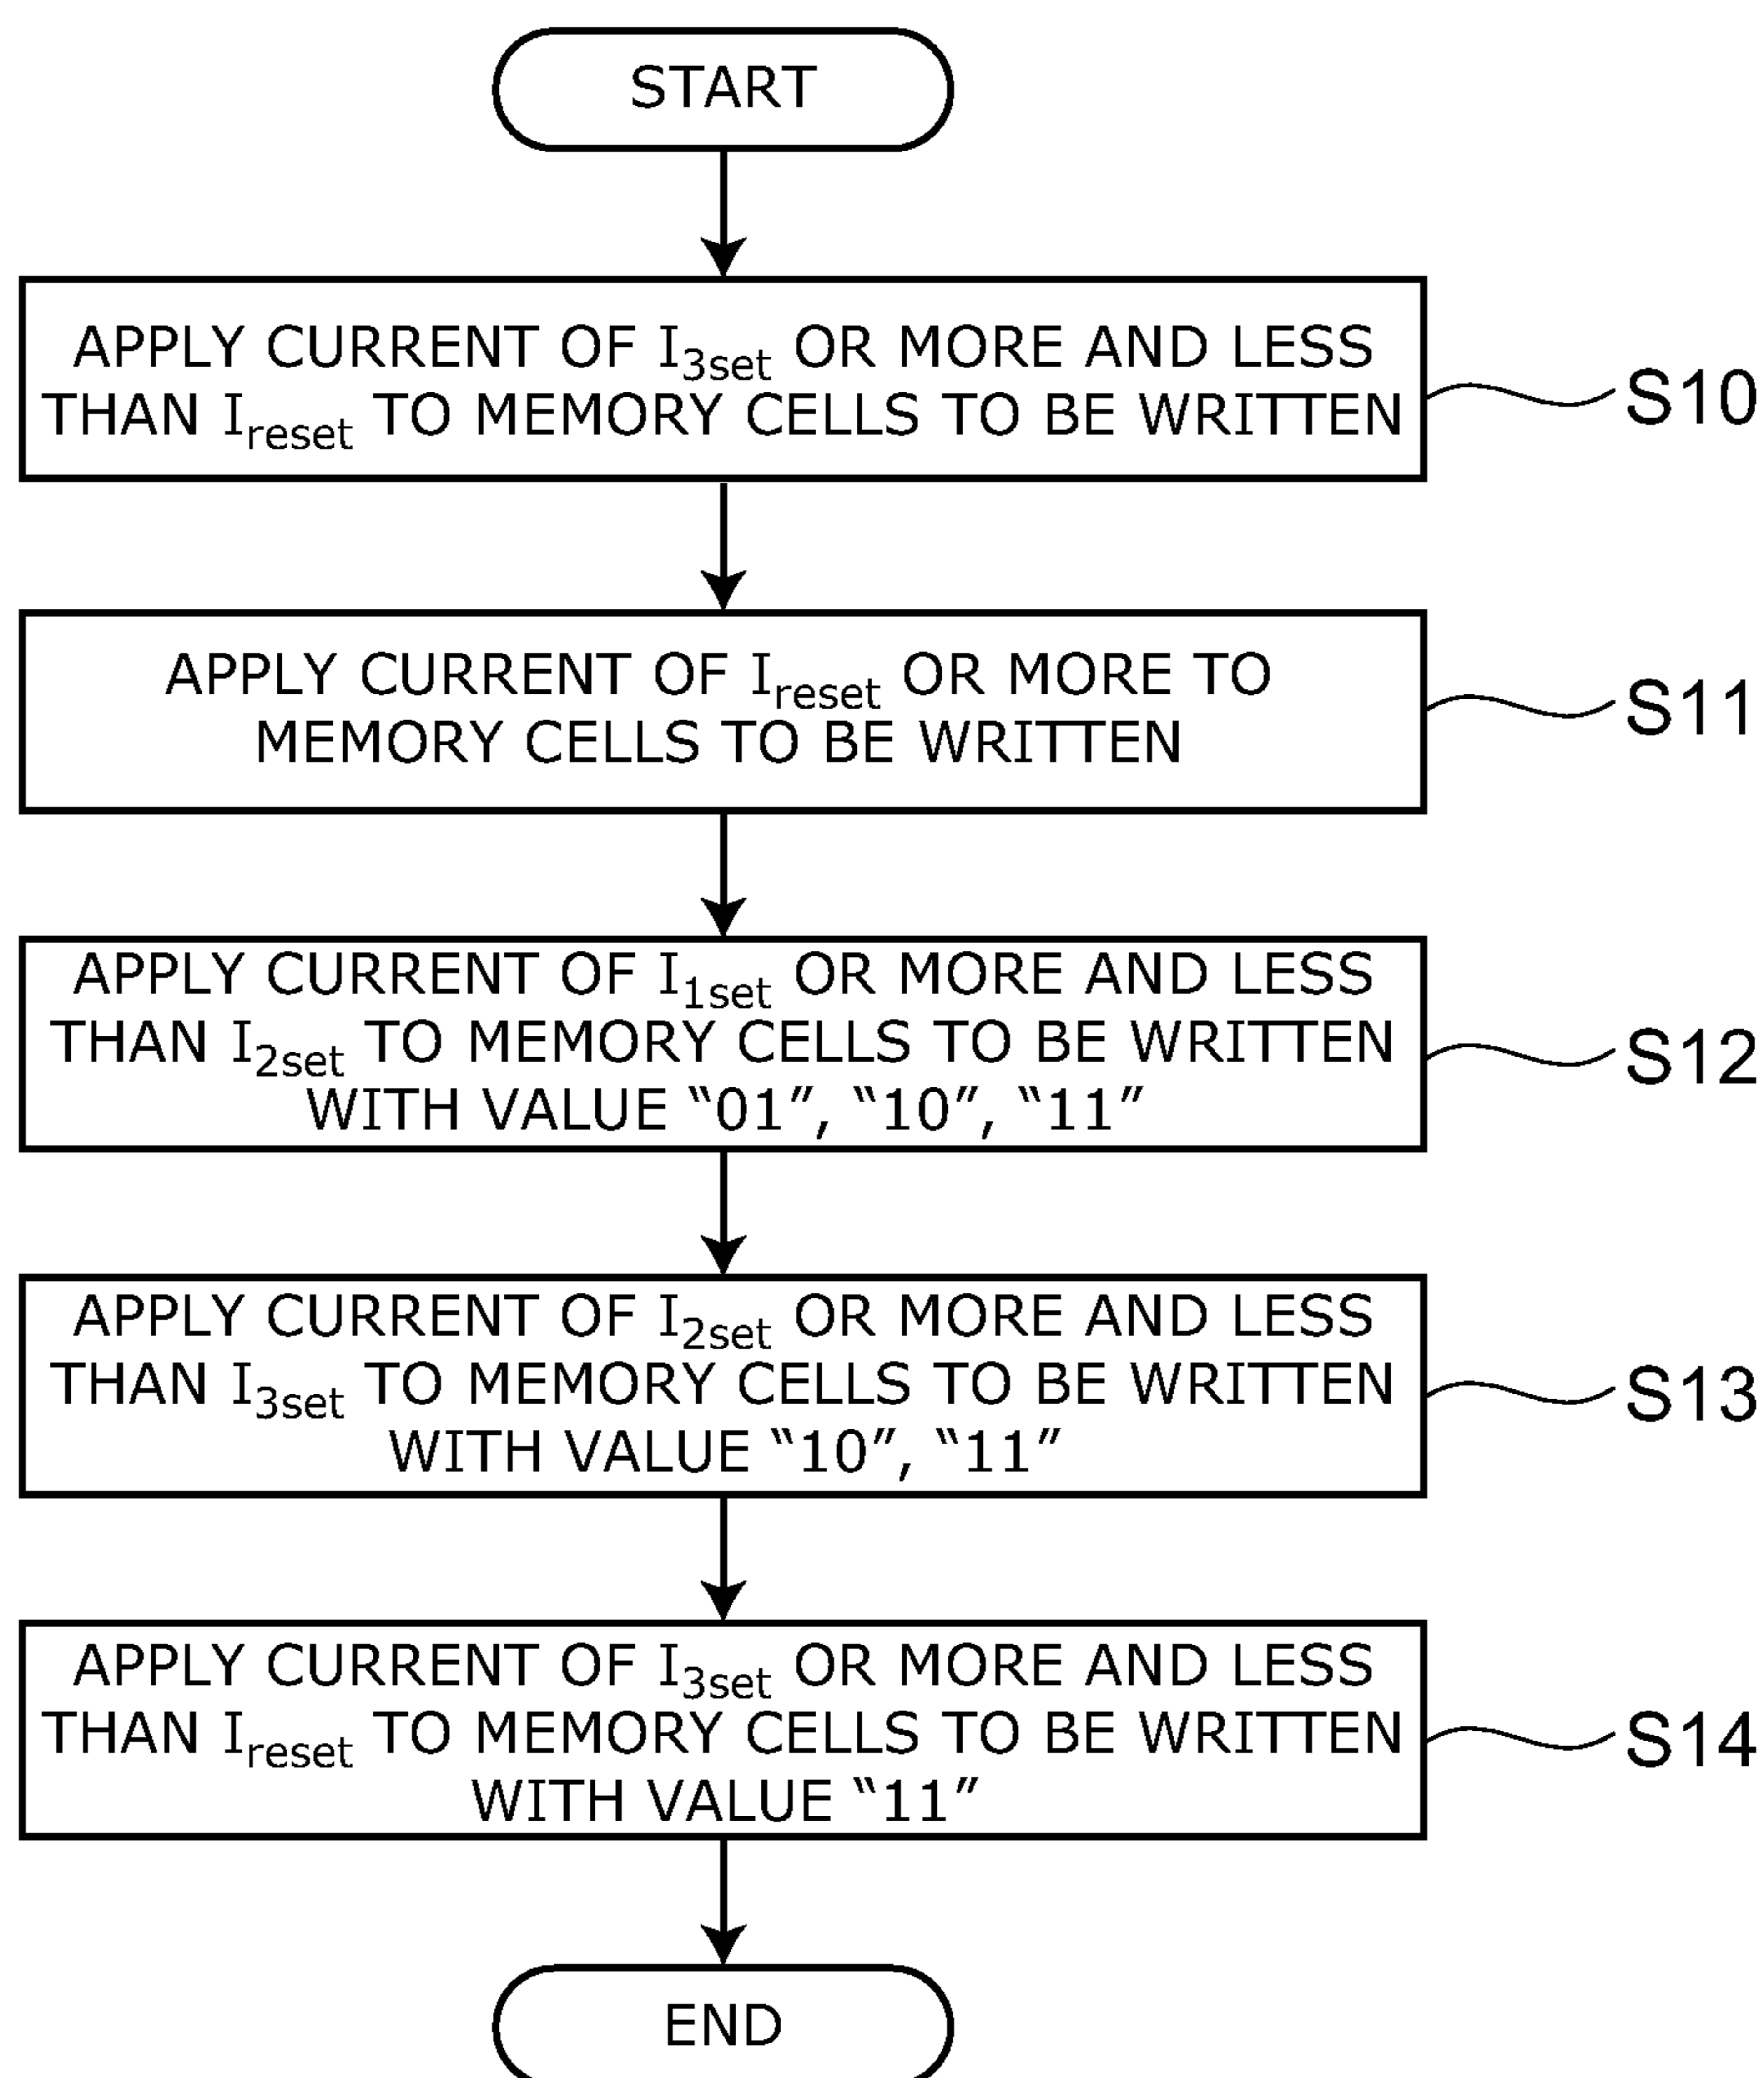 START
APPLY CURRENT OF I3set OR MORE AND LESS
THAN Ireset TO MEMORY CELLS TO BE WRITTEN
S10
APPLY CURRENT OF Ireset OR MORE TO
MEMORY CELLS TO BE WRITTEN
S11
APPLY CURRENT OF I1set OR MORE AND LESS
THAN I2set TO MEMORY CELLS TO BE WRITTEN
WITH VALUE “01”, “10”, “11”
S12
APPLY CURRENT OF I2set OR MORE AND LESS
THAN I3set TO MEMORY CELLS TO BE WRITTEN
WITH VALUE “10”, “11”
S13
APPLY CURRENT OF I3set OR MORE AND LESS
THAN Ireset TO MEMORY CELLS TO BE WRITTEN
WITH VALUE “11”
S14
END